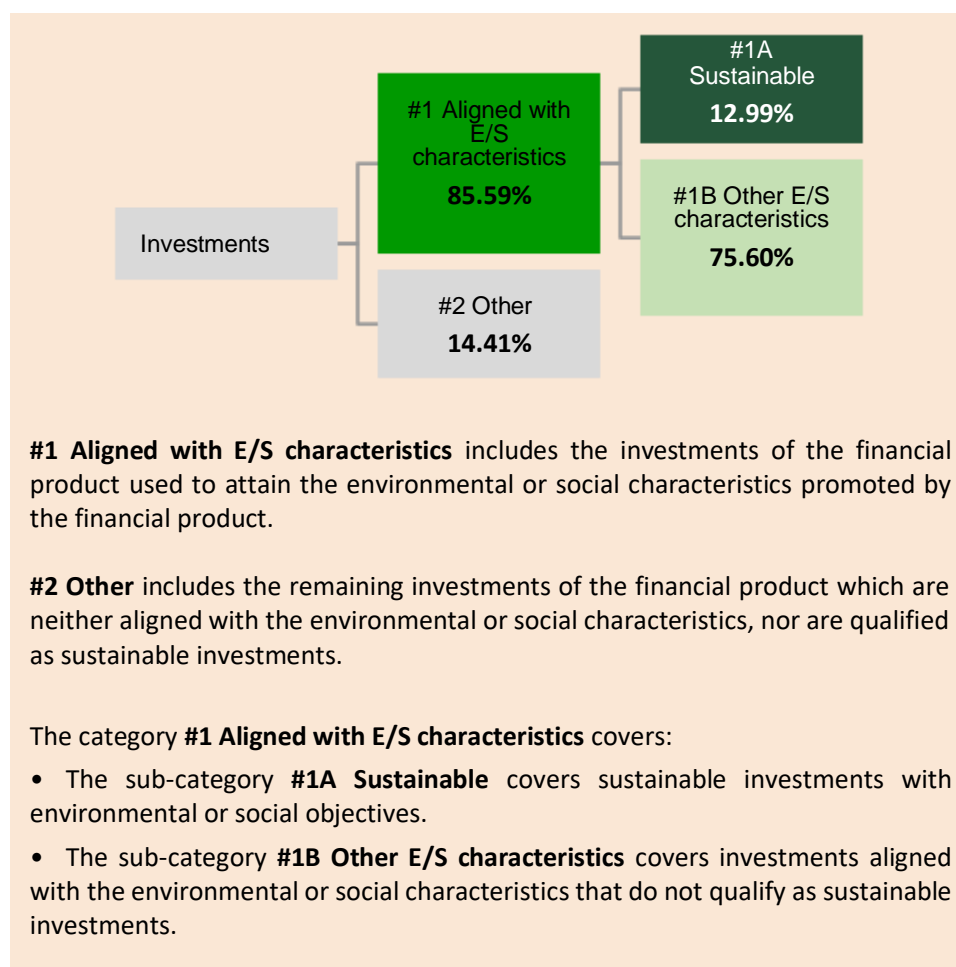 #1A
Sustainable
12.99%
#1 Aligned with
E/S
characteristics
85.59%
#1B Other E/S
characteristics
75.60%
Investments
#2 Other
14.41%
#1 Aligned with E/S characteristics includes the investments of the financial
product used to attain the environmental or social characteristics promoted by
the financial product.
#2 Other includes the remaining investments of the financial product which are
neither aligned with the environmental or social characteristics, nor are qualified
as sustainable investments.
The category #1 Aligned with E/S characteristics covers:
• The sub-category #1A Sustainable covers sustainable investments with
environmental or social objectives.
• The sub-category #1B Other E/S characteristics covers investments aligned
with the environmental or social characteristics that do not qualify as sustainable
investments.